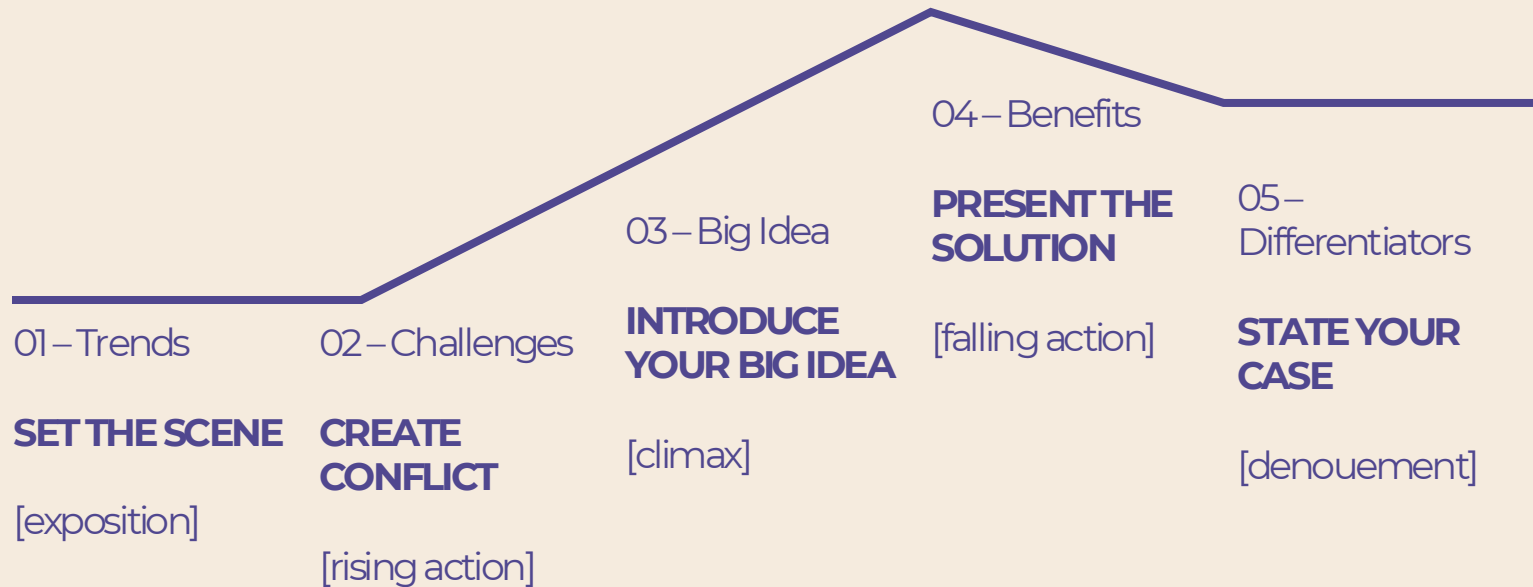 01 – Trends
SET THE SCENE
[exposition]
02 – Challenges
CREATE
CONFLICT
[rising action]
03 – Big Idea
INTRODUCE
YOUR BIG IDEA
[climax]
04 – Benefits
PRESENT THE
SOLUTION
[falling action]
05 –
Differentiators
STATE YOUR
CASE
[denouement]